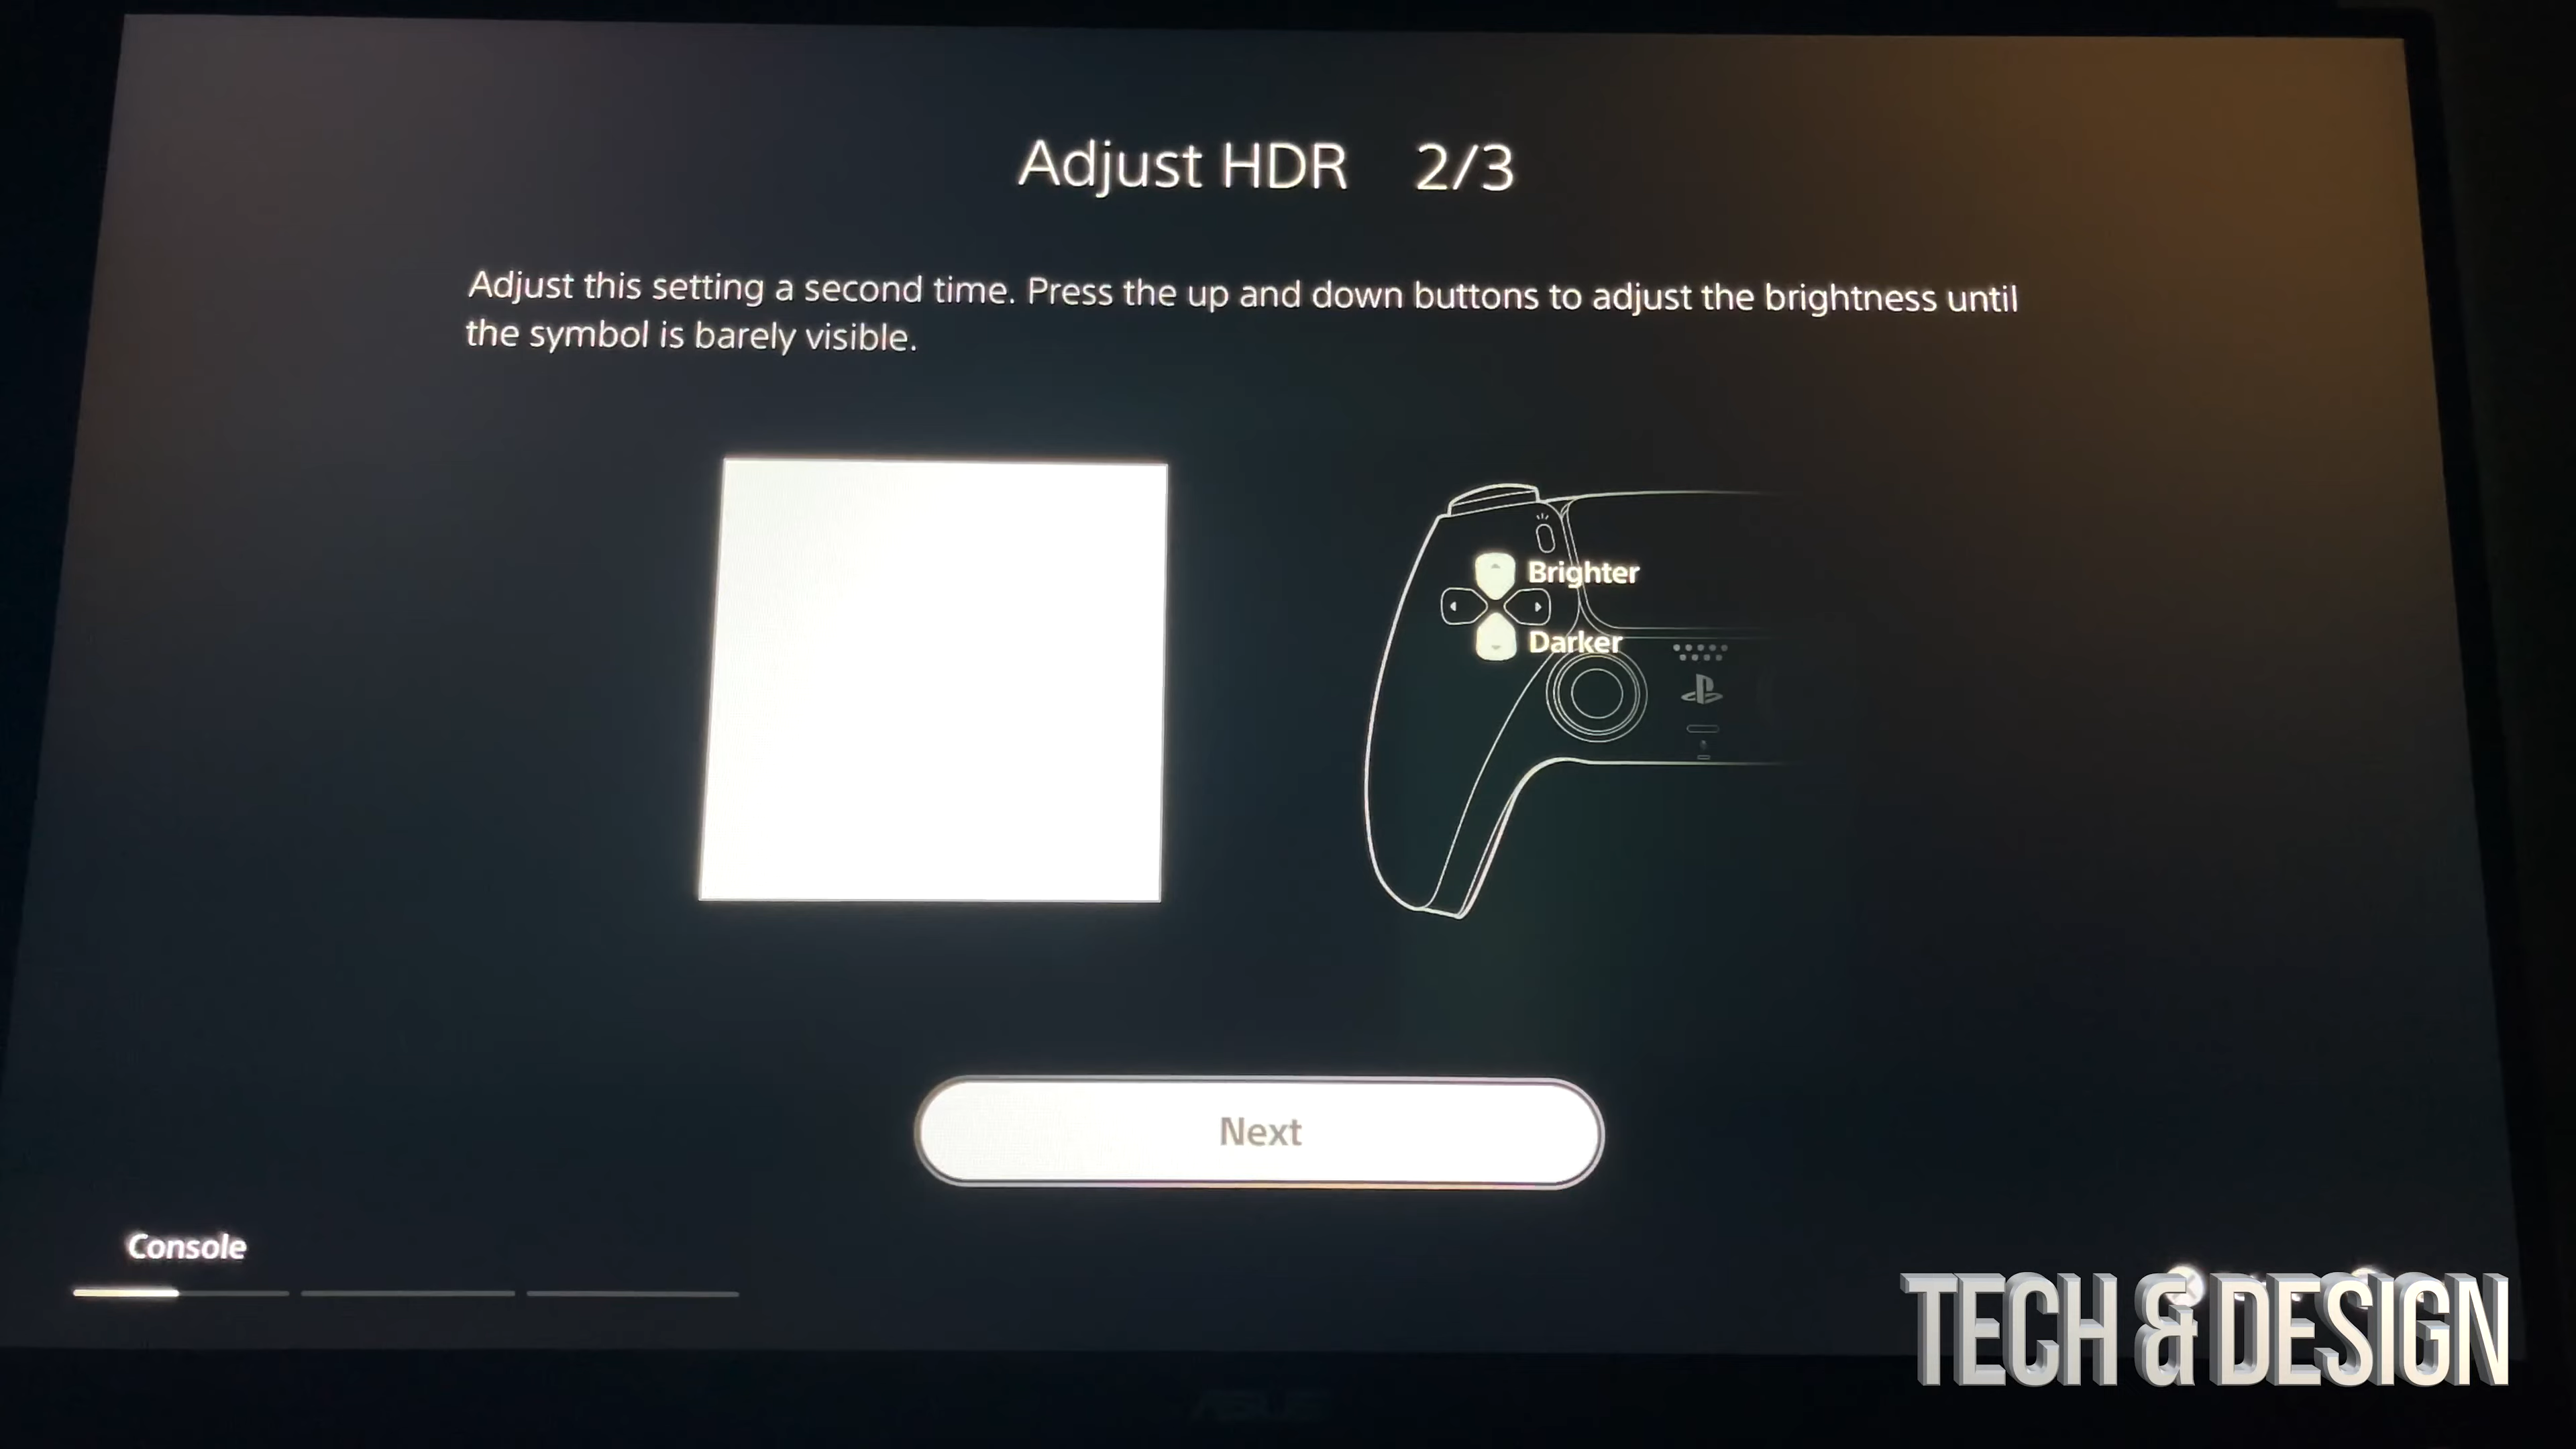 Adjust HDR 2/3
Adjust this setting a second time. Press the up and down buttons to adjust the brightness until
the symbol is barely visible.
Brighter
Darker
Next
Console
TECH & DESIGN
ASUS